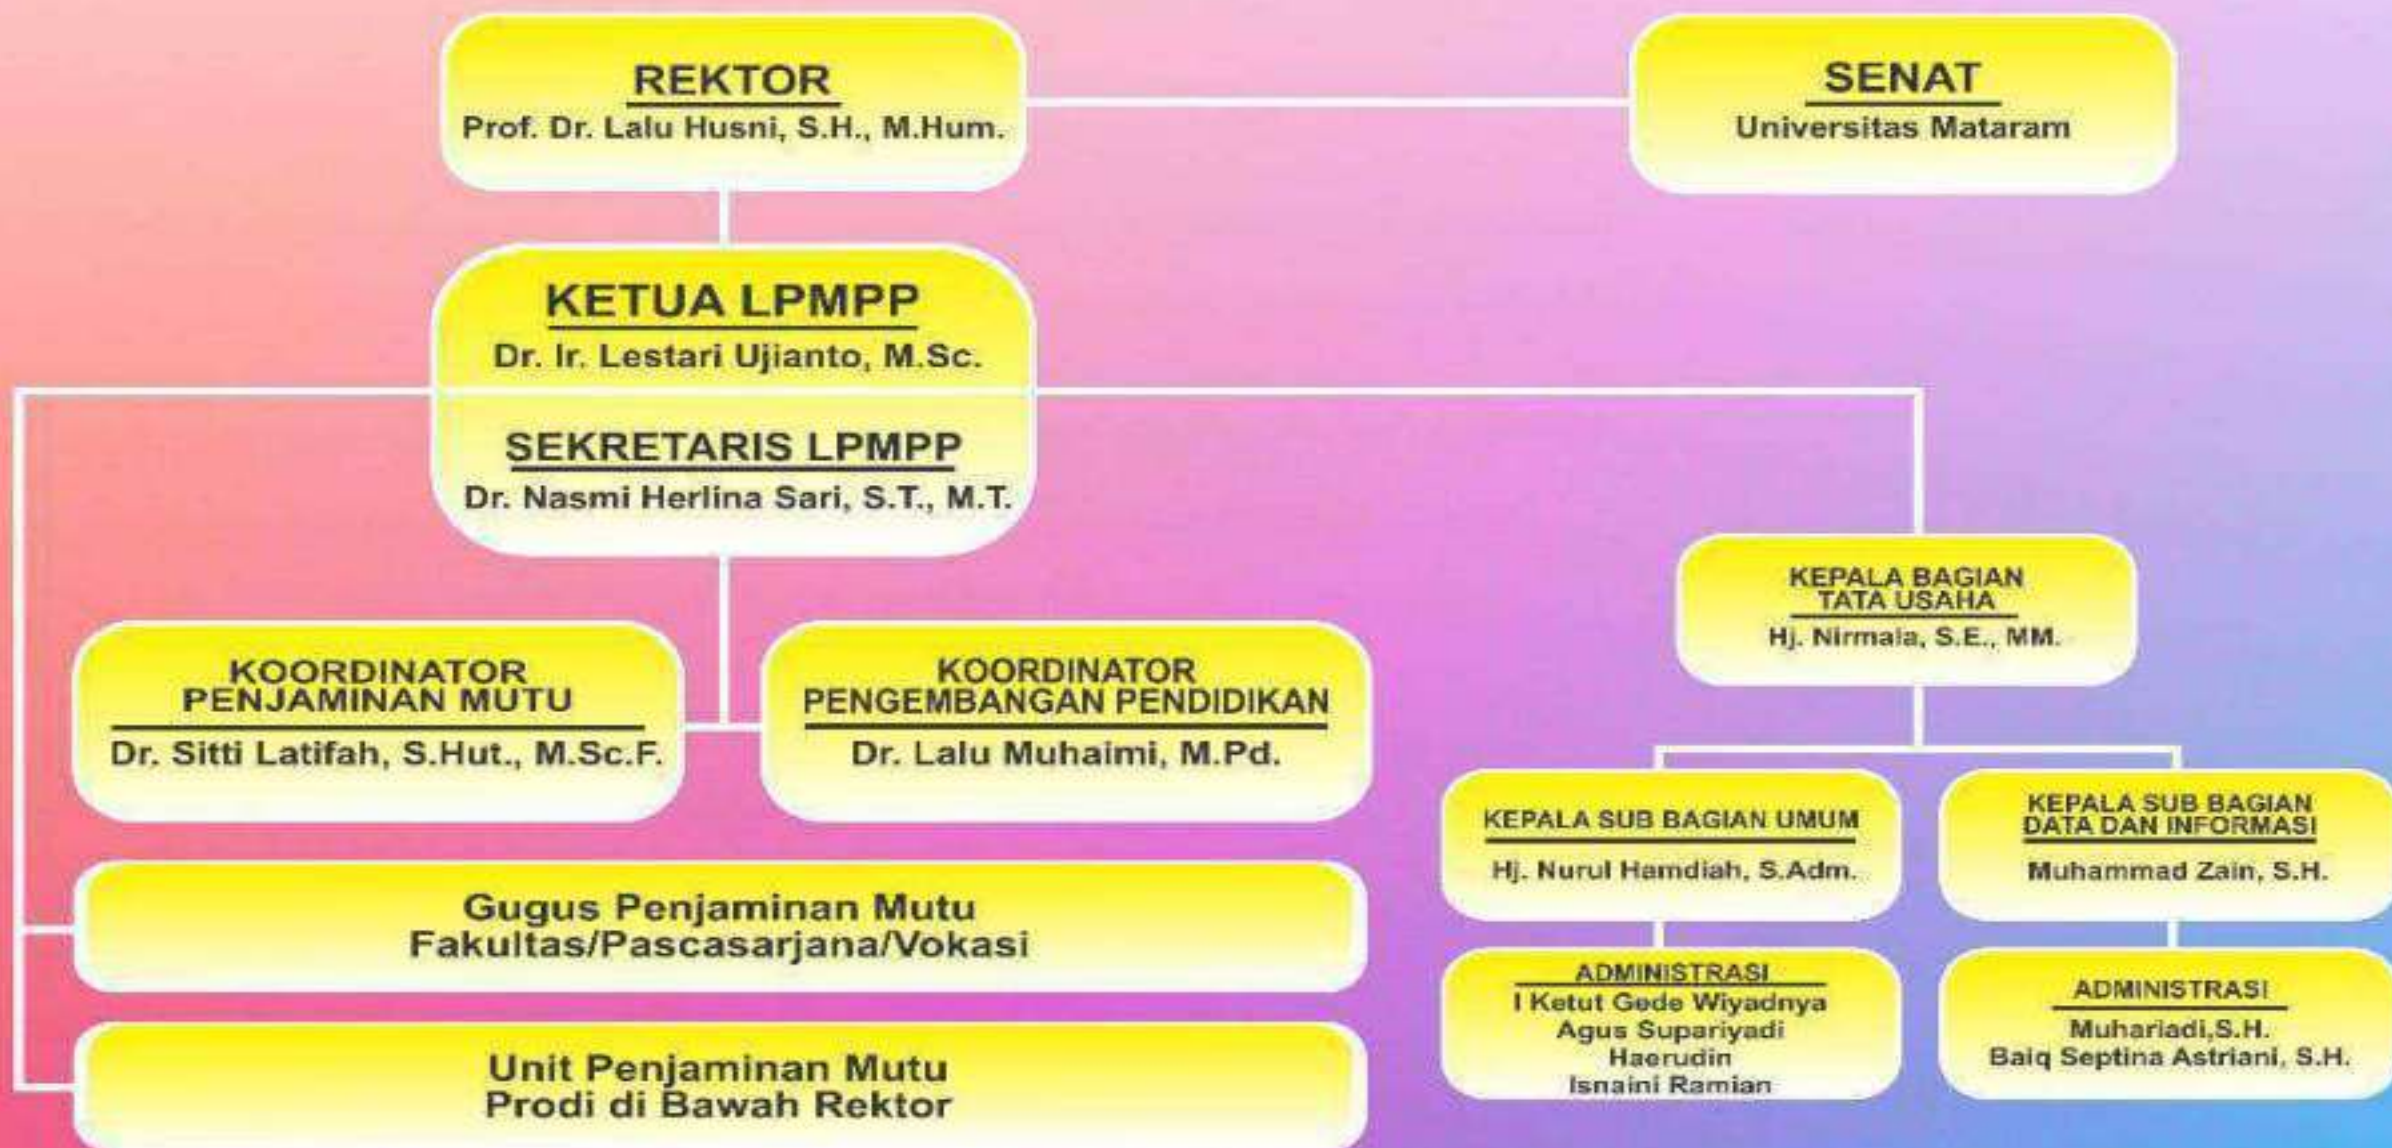 REKTOR
Prof. Dr. Lalu Husni, S.H., M.Hum.
SENAT
Universitas Mataram
KETUA LPMPP
Dr. Ir. Lestari Ujianto, M.Sc.
SEKRETARIS LPMPP
Dr. Nasmi Herlina Sari, S.T., M.T.
KOORDINATOR
PENJAMINAN MUTU
Dr. Sitti Latifah, S.Hut., M.Sc.F.
KOORDINATOR
PENGEMBANGAN PENDIDIKAN
Dr. Lalu Muhaimi, M.Pd.
Gugus Penjaminan Mutu
Fakultas/Pascasarjana/Vokasi
Unit Penjaminan Mutu
Prodi di Bawah Rektor
KEPALA BAGIAN
TATA USAHA
Hj. Nirmala, S.E., MM.
KEPALA SUB BAGIAN UMUM
Hj. Nurul Hamdiah, S.Adm.
ADMINISTRASI
I Ketut Gede Wiyadnya
Agus Supariyadi
Haerudin
Isnaini Ramian
KEPALA SUB BAGIAN
DATA DAN INFORMASI
Muhammad Zain, S.H.
ADMINISTRASI
Muhariadi,S.H.
Baiq Septina Astriani, S.H.